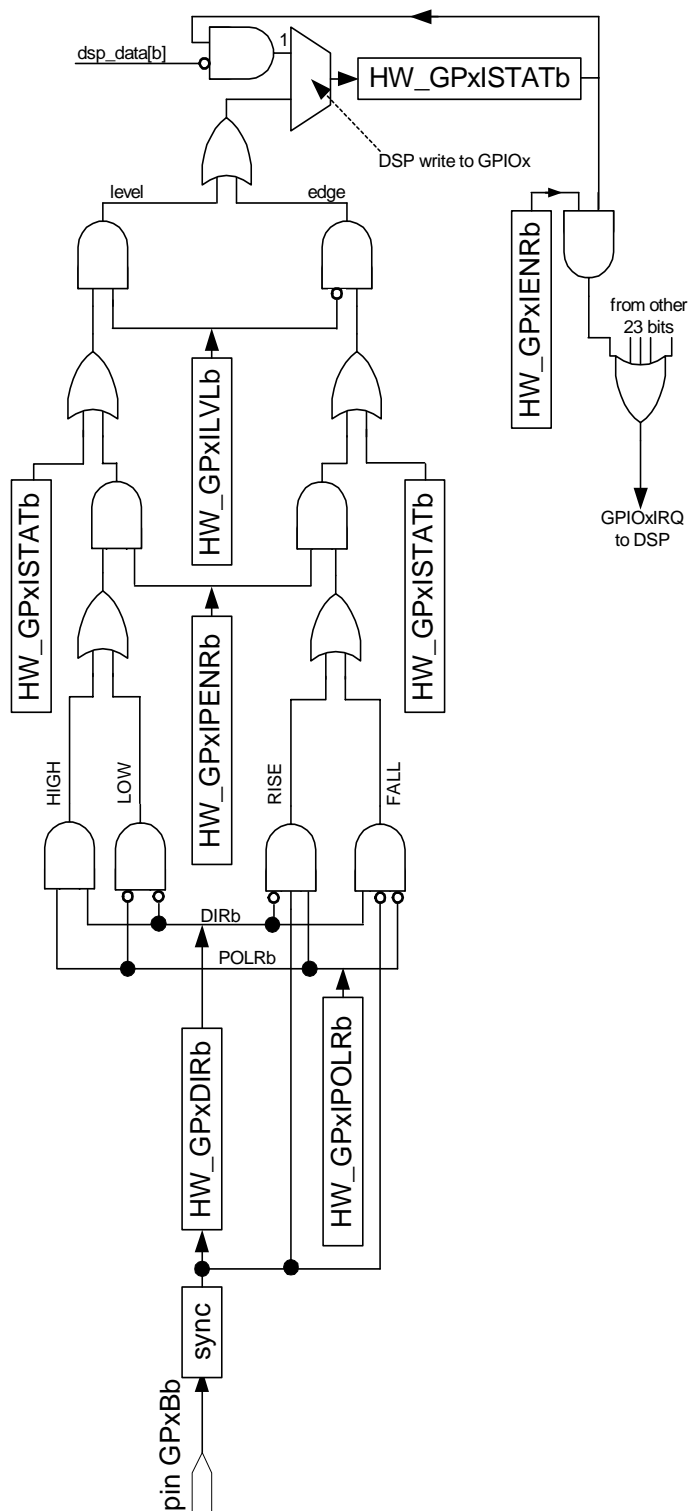 dsp_data[b]
1
HW_GPxISTATb
DSP write to GPIOx
level
edge
HW_GPxIENRb
from other
23 bits
GPIOxIRQ
to DSP
HW_GPxILVLb
HW_GPxISTATb
HW_GPxISTATb
HW_GPxIPENRb
HIGH
LOW
RISE
FALL
DIRb
POLRb
HW_GPxDIRb
HW_GPxIPOLRb
sync
pin GPxBb